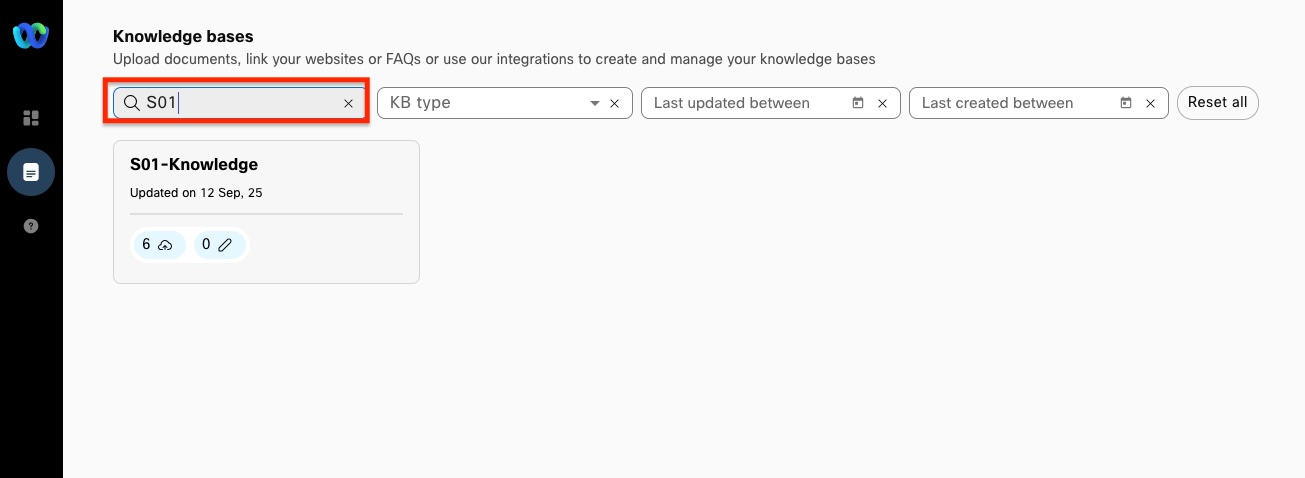 Knowledge bases
Upload documents, link your websites or FAQs or use our integrations to create and manage your knowledge bases
S01
KB type
Last updated between
Last created between
Reset all
S01-Knowledge
Updated on 12 Sep, 25
6
0
?